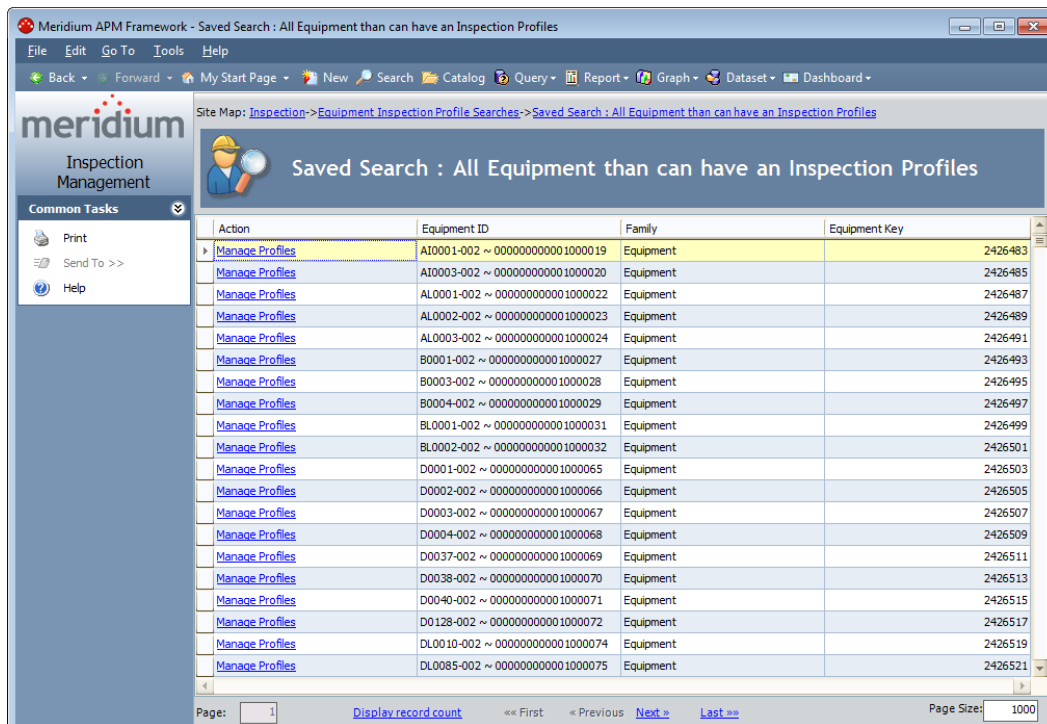 Meridium APM Framework - Saved Search : All Equipment than can have an Inspection Profiles
File Edit Go To Tools Help
Back Forward My Start Page New Search Catalog Query Report Graph Dataset Dashboard
meridium
Inspection
Management
Common Tasks
Print
Send To >>
Help
Site Map: Inspection->Equipment Inspection Profile Searches->Saved Search : All Equipment than can have an Inspection Profiles
Saved Search : All Equipment than can have an Inspection Profiles
Action Equipment ID Family Equipment Key
Manage Profiles AI0001-002 ~ 000000000001000019 Equipment 2426483
Manage Profiles AI0003-002 ~ 000000000001000020 Equipment 2426485
Manage Profiles AL0001-002 ~ 000000000001000022 Equipment 2426487
Manage Profiles AL0002-002 ~ 000000000001000023 Equipment 2426489
Manage Profiles AL0003-002 ~ 000000000001000024 Equipment 2426491
Manage Profiles B0001-002 ~ 000000000001000027 Equipment 2426493
Manage Profiles B0003-002 ~ 000000000001000028 Equipment 2426495
Manage Profiles B0004-002 ~ 000000000001000029 Equipment 2426497
Manage Profiles BL0001-002 ~ 000000000001000031 Equipment 2426499
Manage Profiles BL0002-002 ~ 000000000001000032 Equipment 2426501
Manage Profiles D0001-002 ~ 000000000001000065 Equipment 2426503
Manage Profiles D0002-002 ~ 000000000001000066 Equipment 2426505
Manage Profiles D0003-002 ~ 000000000001000067 Equipment 2426507
Manage Profiles D0004-002 ~ 000000000001000068 Equipment 2426509
Manage Profiles D0037-002 ~ 000000000001000069 Equipment 2426511
Manage Profiles D0038-002 ~ 000000000001000070 Equipment 2426513
Manage Profiles D0040-002 ~ 000000000001000071 Equipment 2426515
Manage Profiles D0128-002 ~ 000000000001000072 Equipment 2426517
Manage Profiles DL0010-002 ~ 000000000001000074 Equipment 2426519
Manage Profiles DL0085-002 ~ 000000000001000075 Equipment 2426521
Page: 1 Display record count «« First « Previous Next » Last »» Page Size: 1000